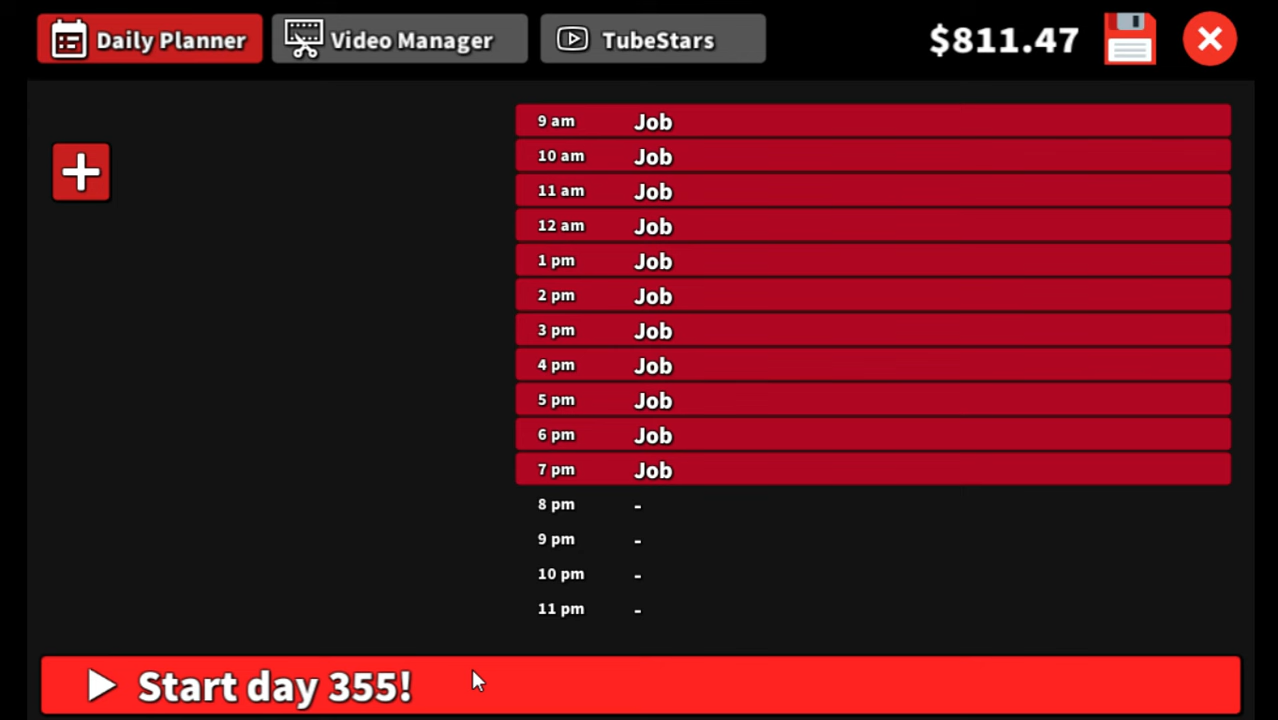 Daily Planner Video Manager TubeStars $811.47
9 am Job
10 am Job
11 am Job
12 am Job
1 pm Job
2 pm Job
3 pm Job
4 pm Job
5 pm Job
6 pm Job
7 pm Job
8 pm -
9 pm -
10 pm -
11 pm -
Start day 355!